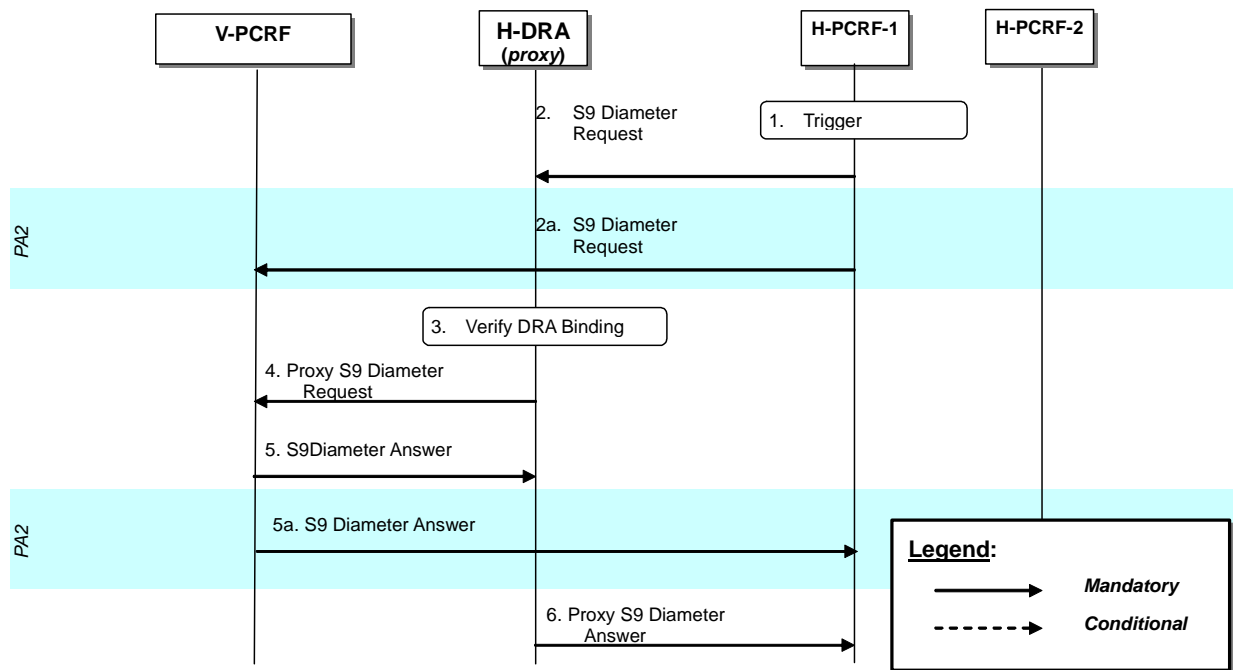 V-PCRF
H-DRA
(proxy)
H-PCRF-1
H-PCRF-2
1. Trigger
2. S9 Diameter
Request
PA2
2a. S9 Diameter
Request
3. Verify DRA Binding
4. Proxy S9 Diameter
Request
5. S9Diameter Answer
PA2
5a. S9 Diameter Answer
6. Proxy S9 Diameter
Answer
Legend:
Mandatory
Conditional